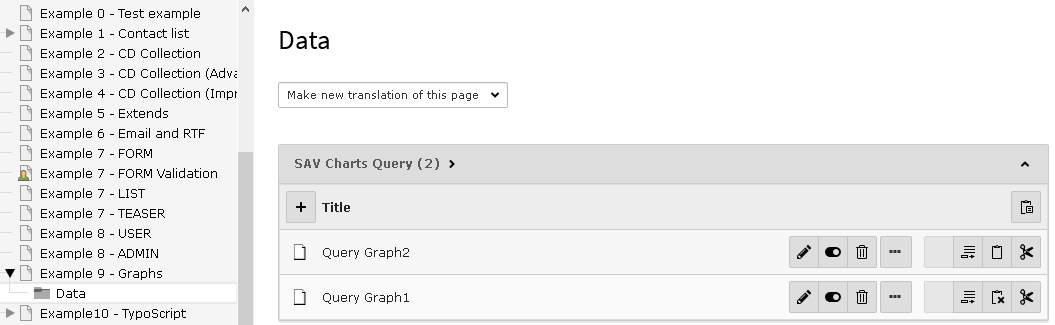 Example 0 - Test example
Example 1 - Contact list
Example 2 - CD Collection
Example 3 - CD Collection (Adva
Example 4 - CD Collection (Impr
Example 5 - Extends
Example 6 - Email and RTF
Example 7 - FORM
Example 7 - FORM Validation
Example 7 - LIST
Example 7 - TEASER
Example 8 - USER
Example 8 - ADMIN
Example 9 - Graphs
Data
Example10 - TypoScript
Data
Make new translation of this page
SAV Charts Query (2)
Title
Query Graph2
Query Graph1